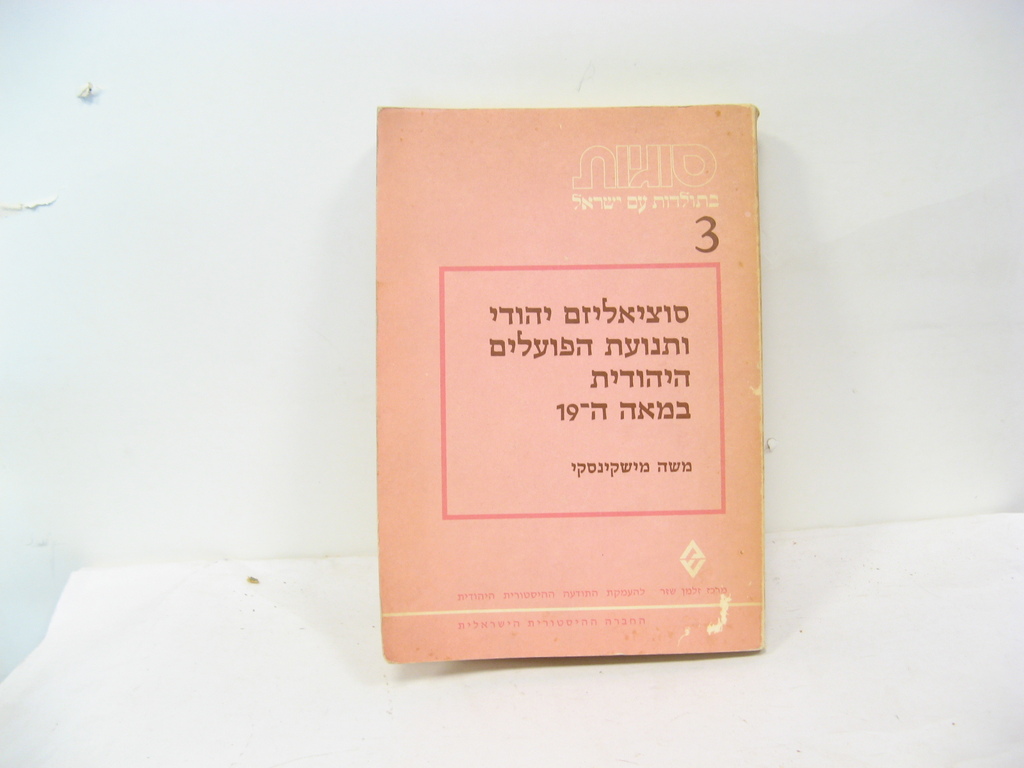 סוגיות
בתולדות עם ישראל
3
סוציאליזם יהודי
ותנועת הפועלים
היהודית
במאה ה־19
משה מישקינסקי
מרכז זלמן שזר להעמקת התודעה ההיסטורית היהודית
החברה ההיסטורית הישראלית